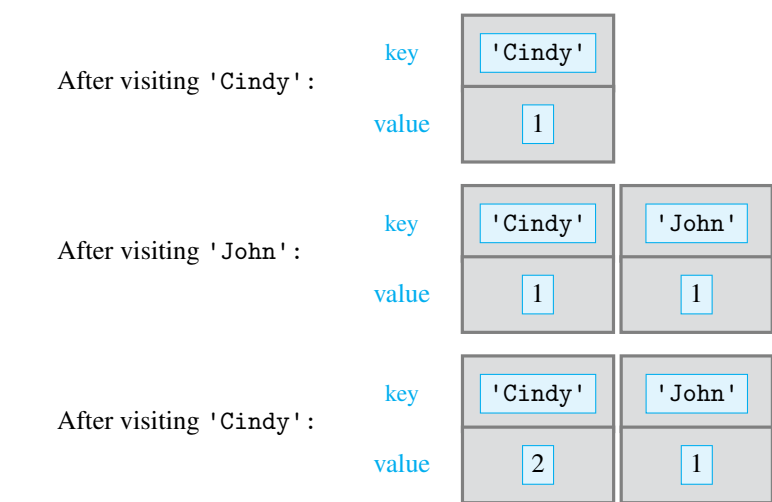 key 'Cindy'
After visiting 'Cindy':
value 1
key 'Cindy' 'John'
After visiting 'John':
value 1 1
key 'Cindy' 'John'
After visiting 'Cindy':
value 2 1